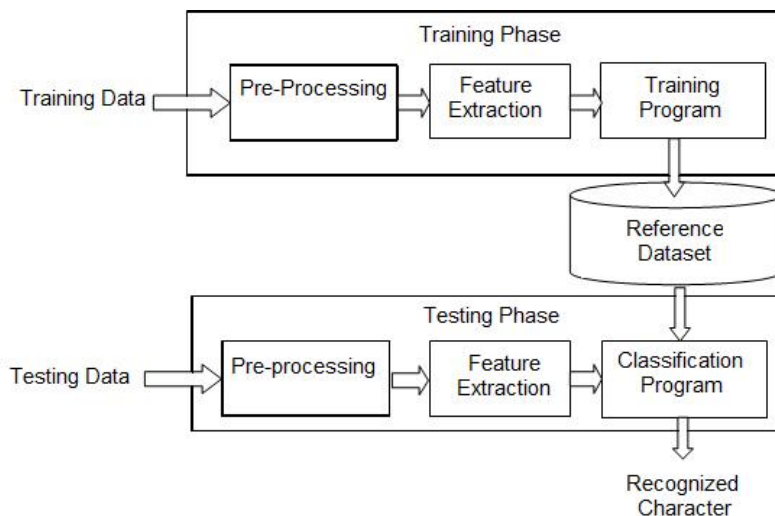 Training Phase
Training Data
Pre-Processing
Feature
Extraction
Training
Program
Reference
Dataset
Testing Phase
Testing Data
Pre-processing
Feature
Extraction
Classification
Program
Recognized
Character